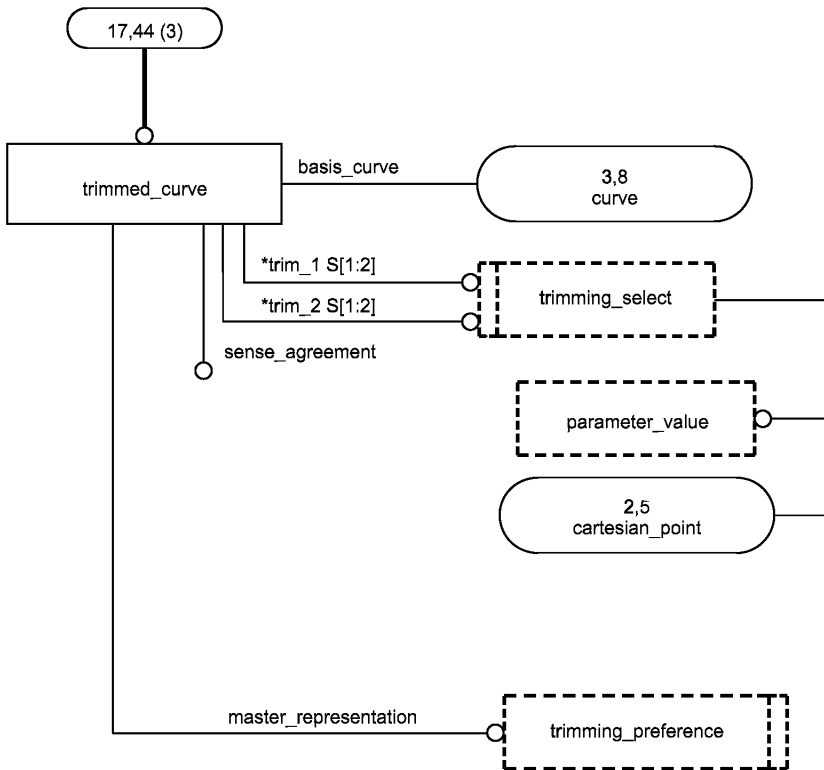 17,44 (3)
trimmed_curve
basis_curve
3,8
curve
*trim_1 S[1:2]
trimming_select
*trim_2 S[1:2]
sense_agreement
parameter_value
2,5
cartesian_point
master_representation
trimming_preference